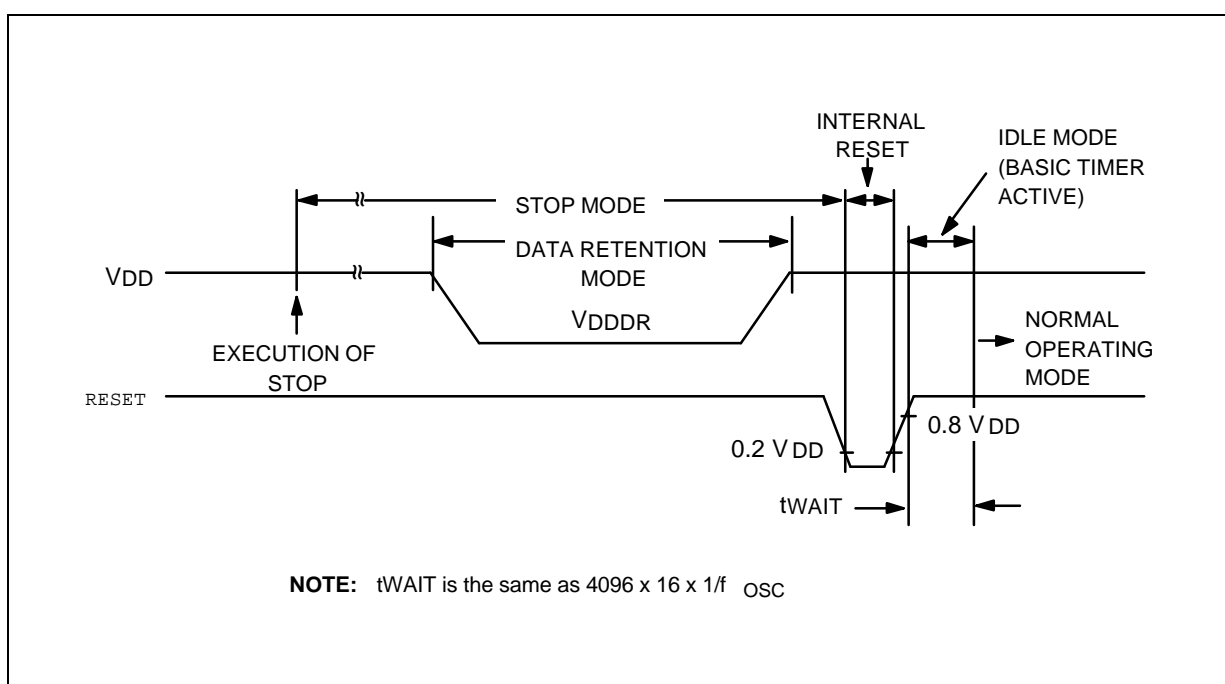 INTERNAL
RESET
IDLE MODE
(BASIC TIMER
ACTIVE)
STOP MODE
DATA RETENTION
MODE
VDD
VDDDR
EXECUTION OF
STOP
NORMAL
OPERATING
MODE
RESET
0.8 VDD
0.2 VDD
tWAIT
NOTE: tWAIT is the same as 4096 x 16 x 1/f OSC